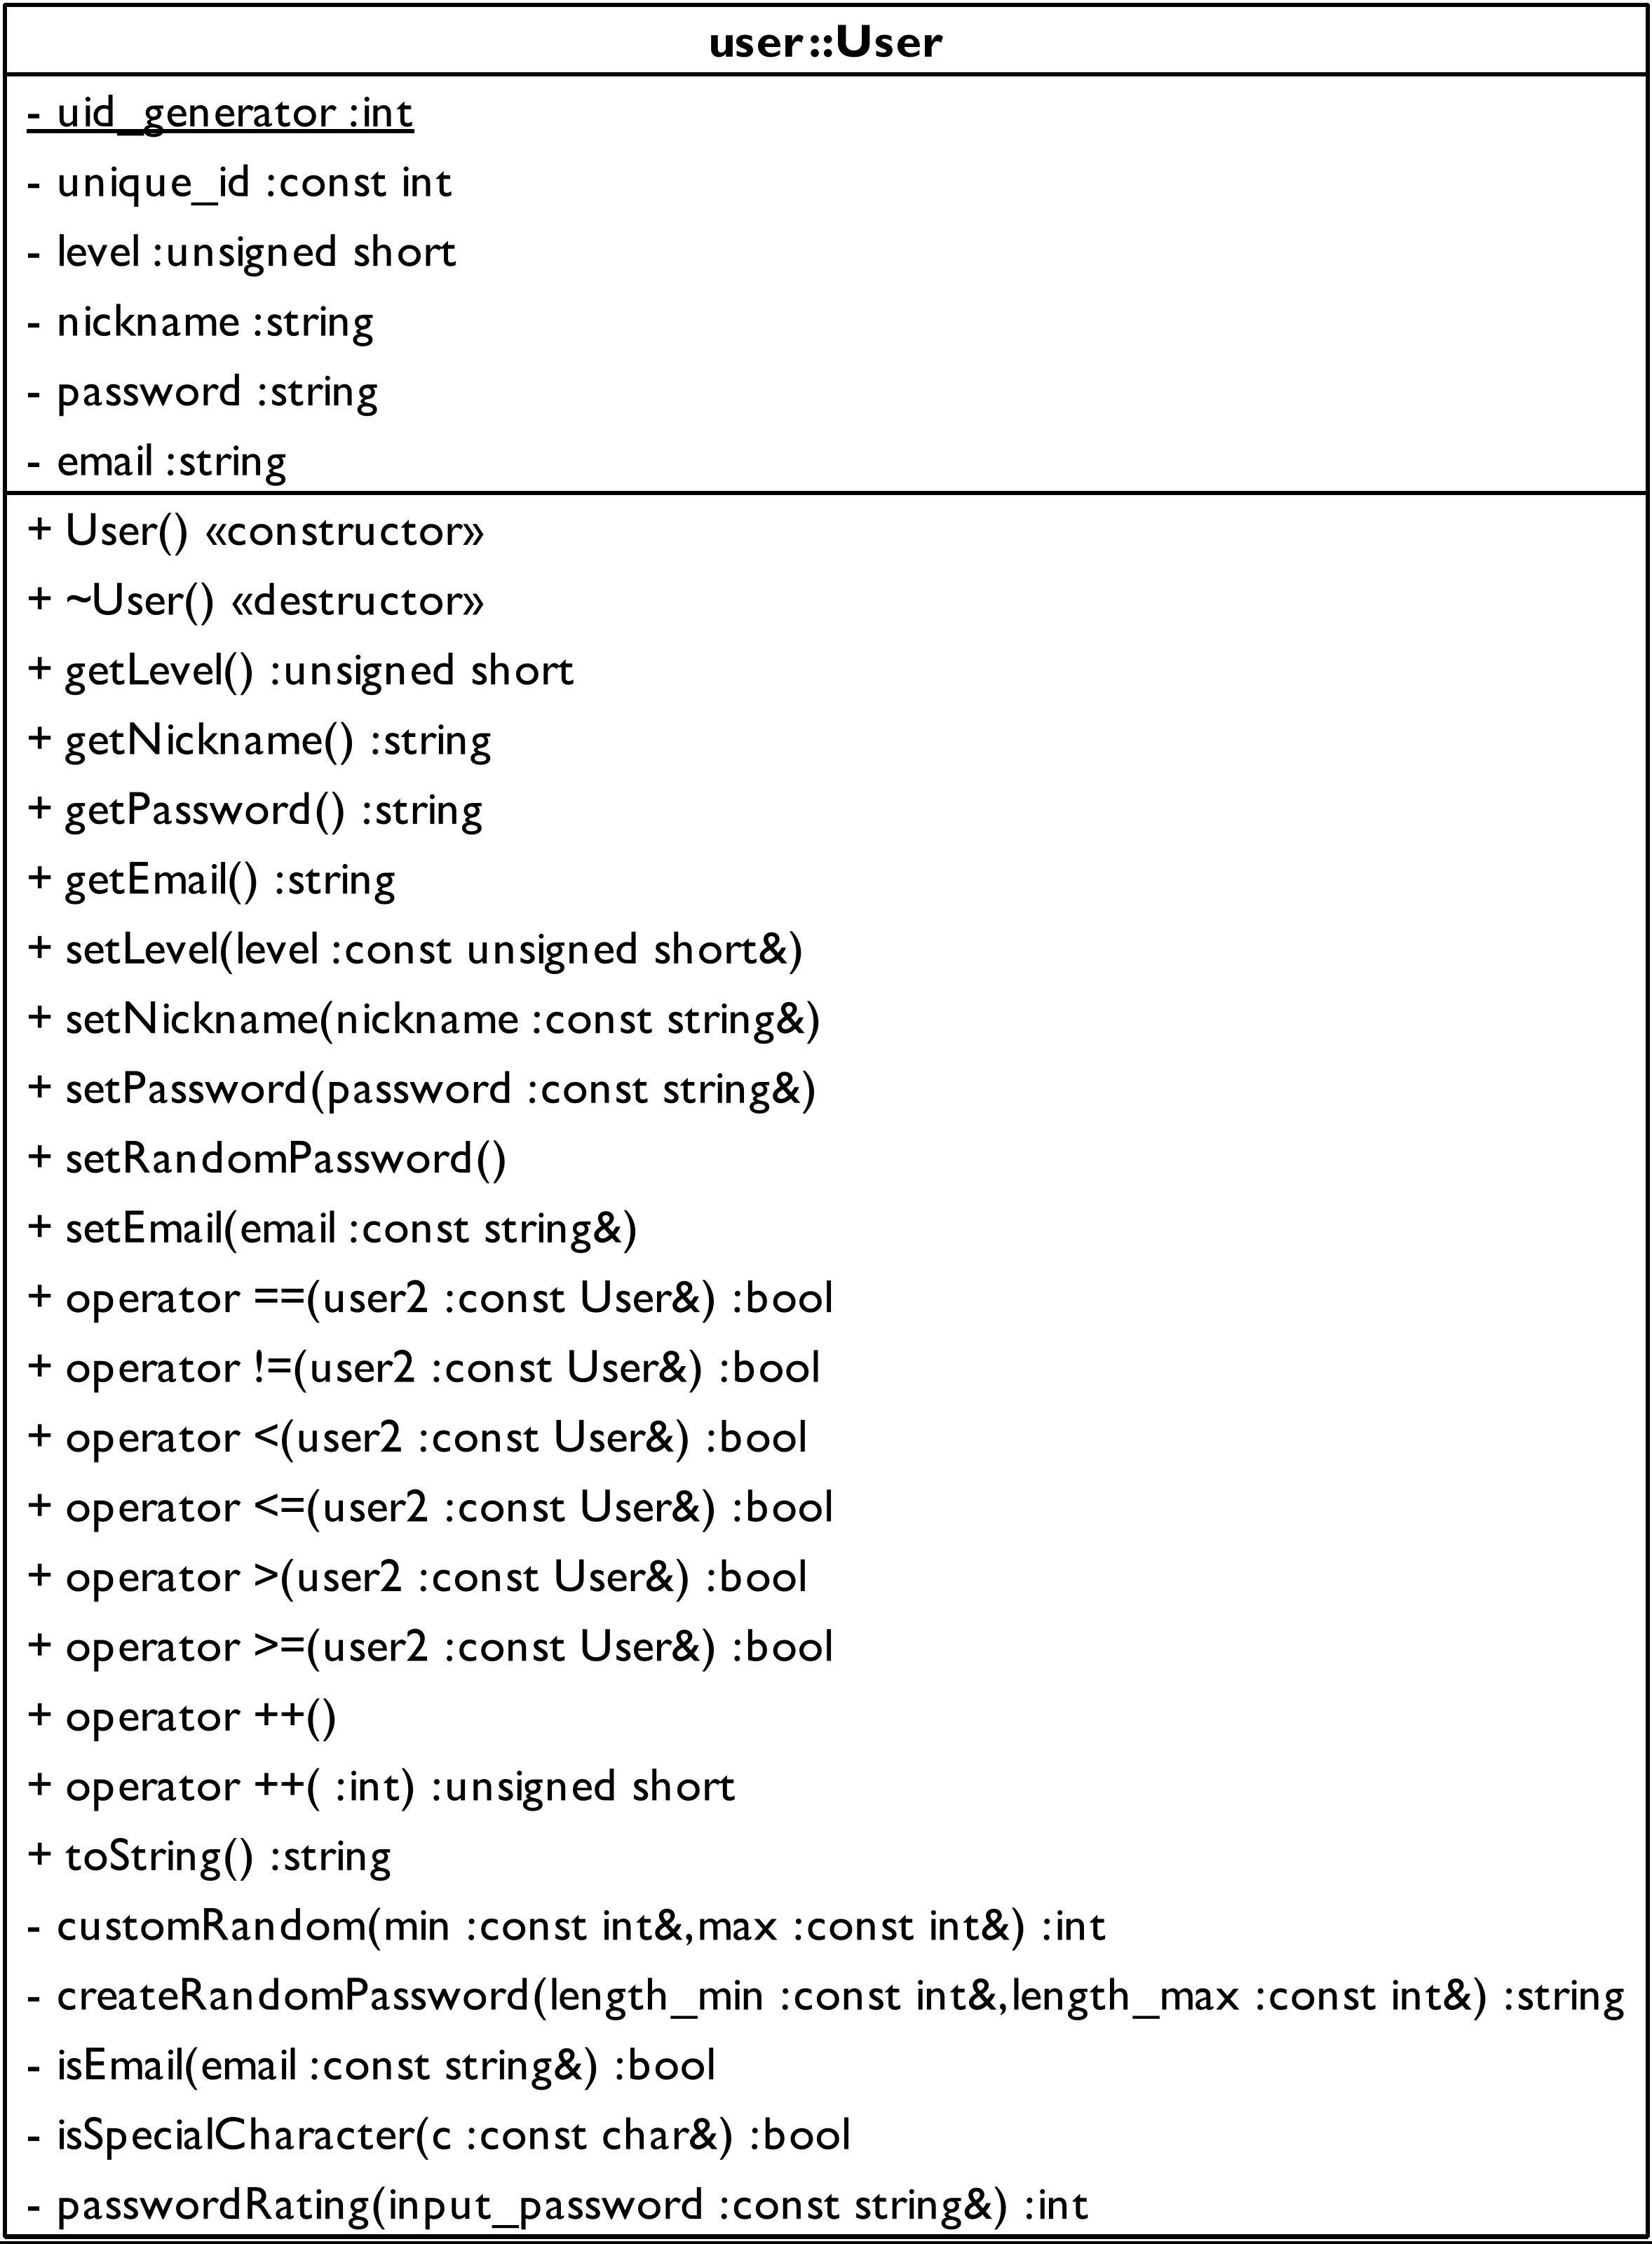 user::User
- uid_generator :int
- unique_id :const int
- level :unsigned short
- nickname :string
- password :string
- email :string
+ User() «constructor»
+ ~User() «destructor»
+ getLevel() :unsigned short
+ getNickname() :string
+ getPassword() :string
+ getEmail() :string
+ setLevel(level :const unsigned short&)
+ setNickname(nickname :const string&)
+ setPassword(password :const string&)
+ setRandomPassword()
+ setEmail(email :const string&)
+ operator ==(user2 :const User&) :bool
+ operator !=(user2 :const User&) :bool
+ operator <(user2 :const User&) :bool
+ operator <=(user2 :const User&) :bool
+ operator >(user2 :const User&) :bool
+ operator >=(user2 :const User&) :bool
+ operator ++()
+ operator ++( :int) :unsigned short
+ toString() :string
- customRandom(min :const int&,max :const int&) :int
- createRandomPassword(length_min :const int&,length_max :const int&) :string
- isEmail(email :const string&) :bool
- isSpecialCharacter(c :const char&) :bool
- passwordRating(input_password :const string&) :int